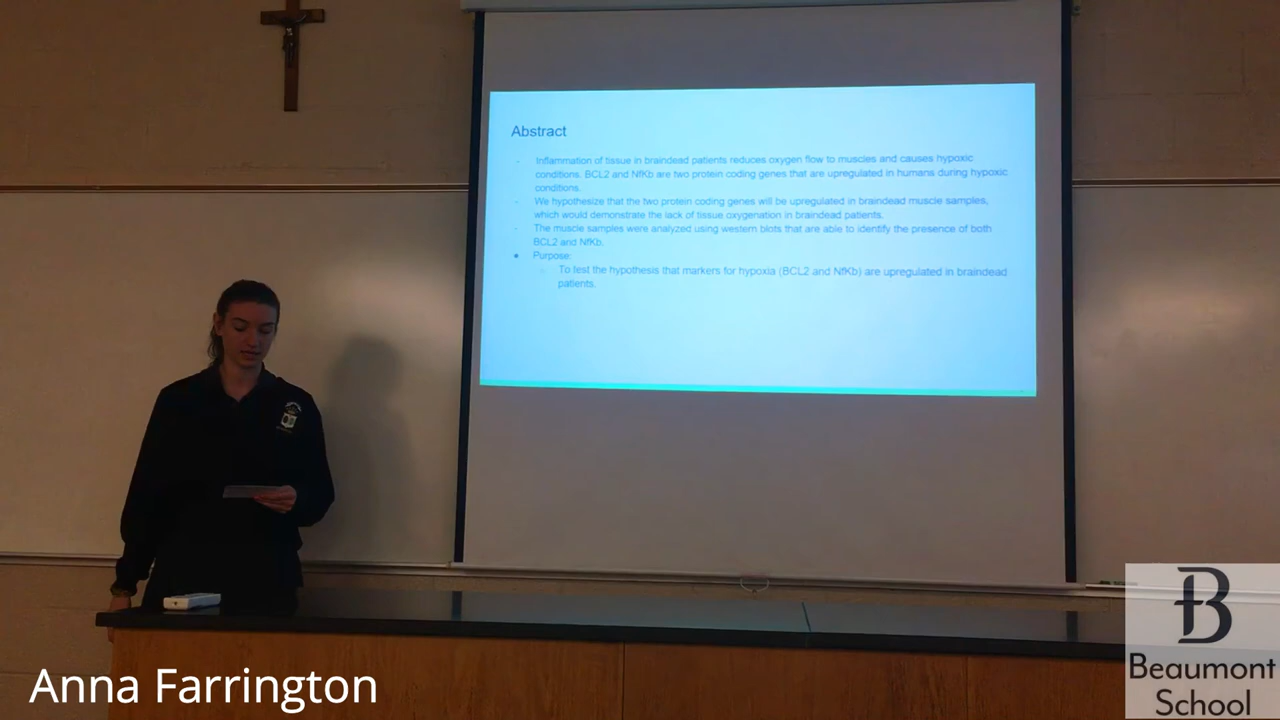 Abstract
- Inflammation of tissue in braindead patients reduces oxygen flow to muscles and causes hypoxic
conditions. BCL2 and NfKb are two protein coding genes that are upregulated in humans during hypoxic
conditions.
- We hypothesize that the two protein coding genes will be upregulated in braindead muscle samples,
which would demonstrate the lack of tissue oxygenation in braindead patients.
- The muscle samples were analyzed using western blots that are able to identify the presence of both
BCL2 and NfKb.
● Purpose:
- To test the hypothesis that markers for hypoxia (BCL2 and NfKb) are upregulated in braindead
patients.
Anna Farrington
B
Beaumont
School